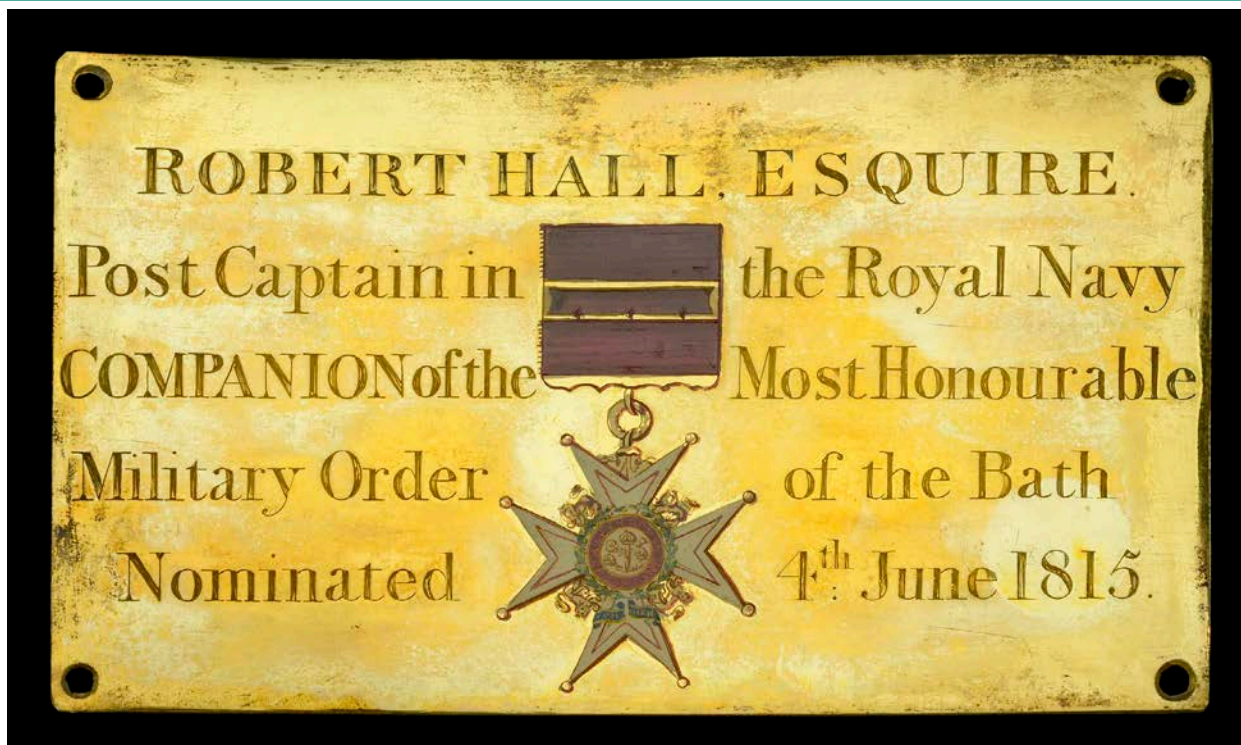 ROBERT HALL, ESQUIRE.
Post Captain in the Royal Navy
COMPANION of the Most Honourable
Military Order of the Bath
Nominated 4th June 1815.